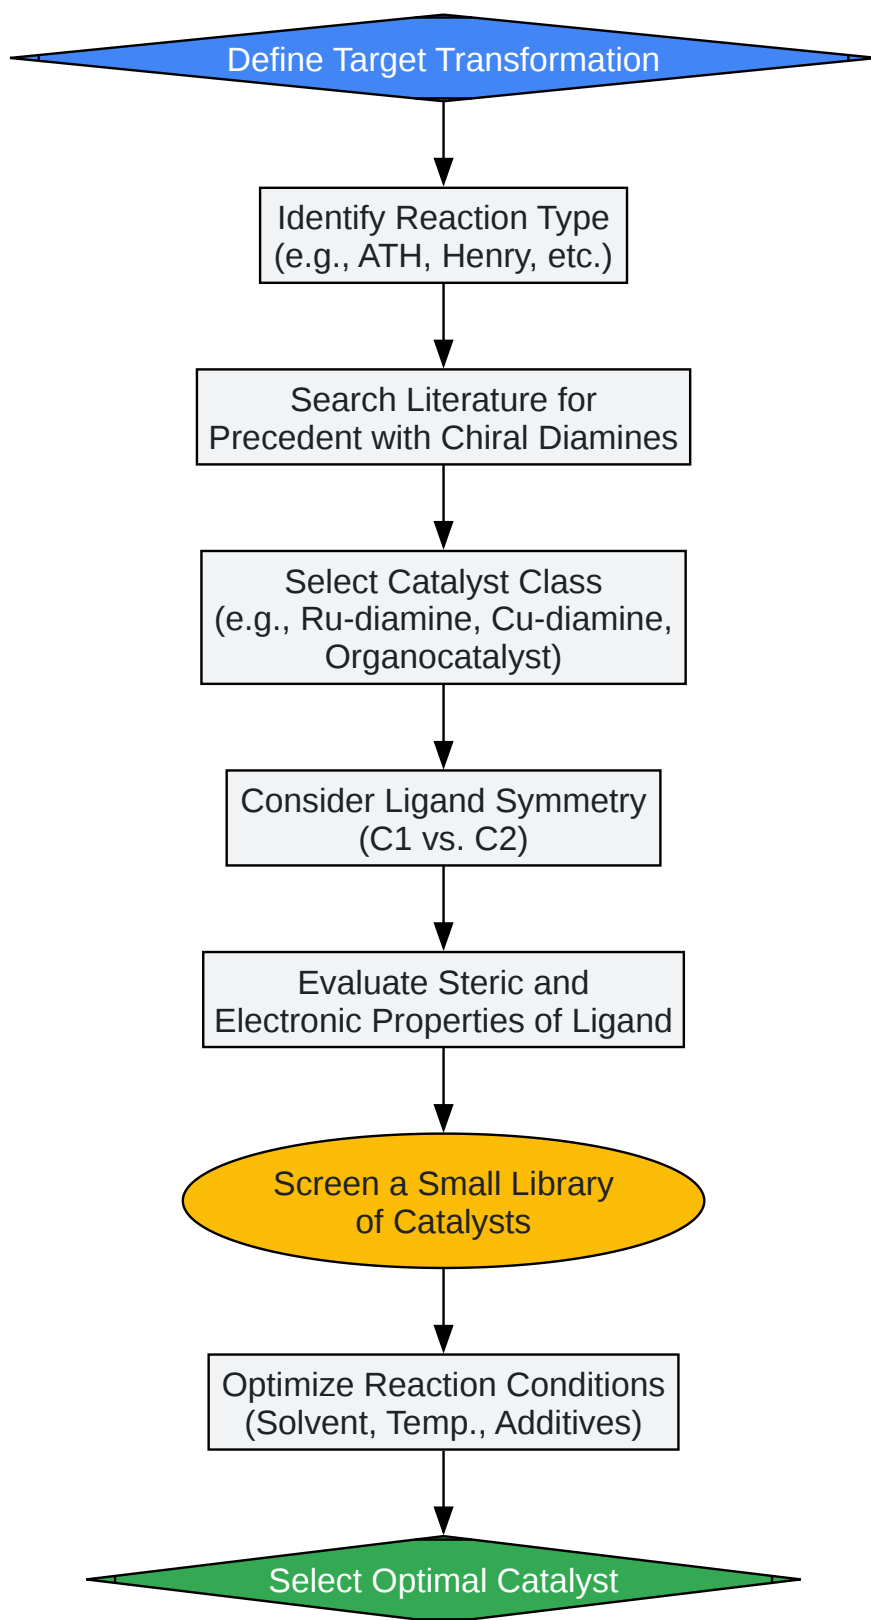 Define Target Transformation
Identify Reaction Type
(e.g., ATH, Henry, etc.)
Search Literature for
Precedent with Chiral Diamines
Select Catalyst Class
(e.g., Ru-diamine, Cu-diamine,
Organocatalyst)
Consider Ligand Symmetry
(C1 vs. C2)
Evaluate Steric and
Electronic Properties of Ligand
Screen a Small Library
of Catalysts
Optimize Reaction Conditions
(Solvent, Temp., Additives)
Select Optimal Catalyst